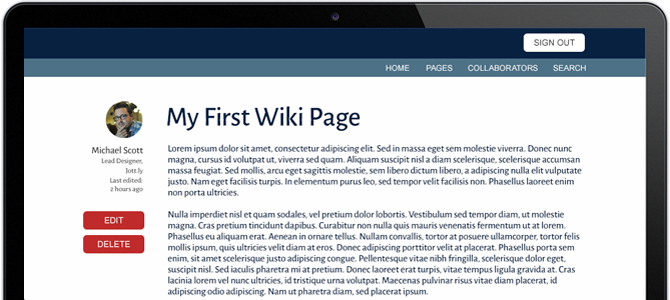 SIGN OUT
HOME PAGES COLLABORATORS SEARCH
My First Wiki Page
Michael Scott
Lead Designer,
Jott.ly
Last edited:
2 hours ago
EDIT
DELETE
Lorem ipsum dolor sit amet, consectetur adipiscing elit. Sed in massa eget sem molestie viverra. Donec nunc
magna, cursus id volutpat ut, viverra sed quam. Aliquam suscipit nisl a diam scelerisque, scelerisque accumsan
massa feugiat. Sed mollis, arcu eget sagittis molestie, sem libero dictum libero, a adipiscing nulla elit vulputate
justo. Nam eget facilisis turpis. In elementum purus leo, sed tempor velit facilisis non. Phasellus laoreet enim
non porta ultricies.
Nulla imperdiet nisl et quam sodales, vel pretium dolor lobortis. Vestibulum sed tempor diam, ut molestie
magna. Cras pretium tincidunt dapibus. Curabitur non nulla quis mauris venenatis fermentum ut at lorem.
Phasellus eu aliquam erat. Aenean in ornare tellus. Nullam convallis, tortor at posuere ullamcorper, tortor felis
mollis ipsum, quis ultricies velit diam at eros. Donec adipiscing porttitor velit at placerat. Phasellus porta sem
enim, sit amet scelerisque justo adipiscing congue. Pellentesque vitae nibh fringilla, scelerisque dolor eget,
suscipit nisl. Sed iaculis pharetra mi at pretium. Donec laoreet erat turpis, vitae tempus ligula gravida at. Cras
lacinia lorem vel nunc ultricies, id tristique urna volutpat. Maecenas pulvinar risus vitae diam placerat, id
adipiscing odio adipiscing. Nam ut pharetra diam, sed placerat ipsum.